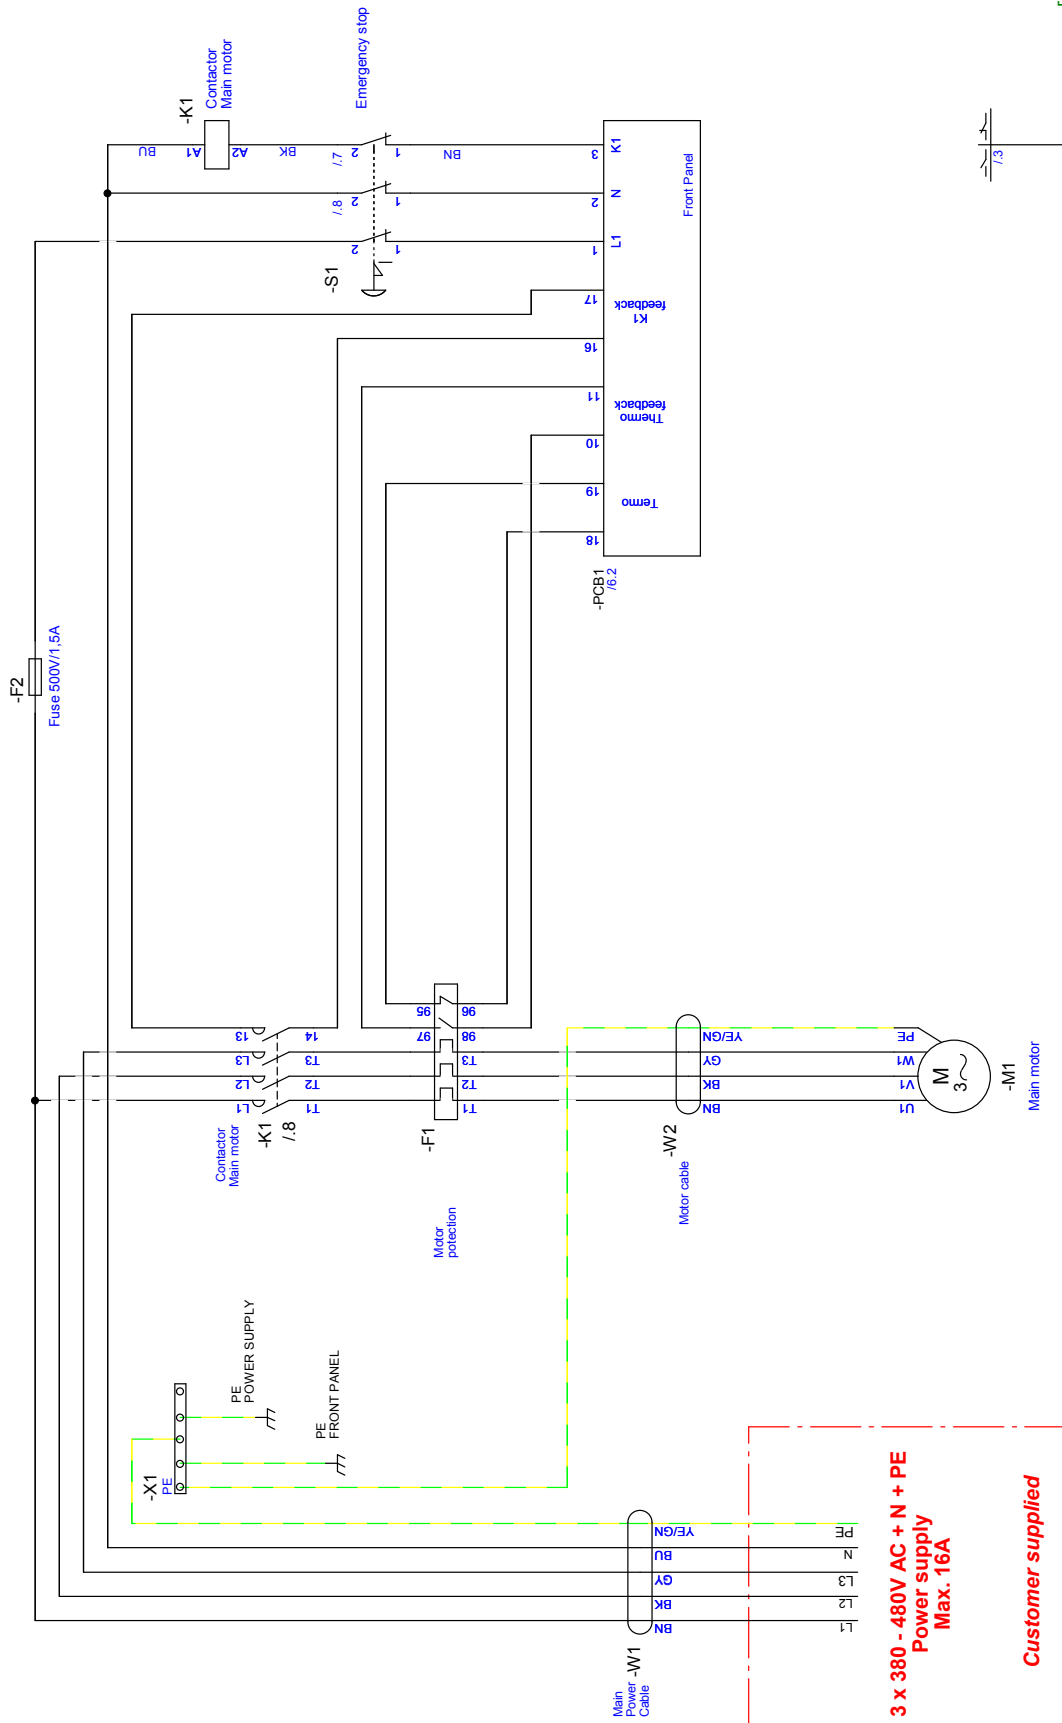 -F2
Fuse 500V/1,5A
-K1
Contactor
Main motor
Emergency stop
BU
A1
A2
BK
/.7
2
1
BN
3
K1
/.8
2
1
2
N
2
1
1
L1
-S1
Front Panel
17
K1
feedback
16
11
Thermo
feedback
10
19
Termo
18
-PCB1
/6.2
/.3
13
14
L3
T3
L2
T2
L1
T1
Contactor
Main motor
-K1
/.8
95
96
97
98
T3
T2
T1
-F1
Motor
potection
YE/GN
GY
BK
BN
-W2
Motor cable
PE
W1
V1
U1
M
3
-M1
Main motor
-X1
PE
PE
POWER SUPPLY
PE
FRONT PANEL
YE/GN
BU
GY
BK
BN
Main
Power
Cable
-W1
PE
N
L3
L2
L1
3 x 380 - 480V AC + N + PE
Power supply
Max. 16A
Customer supplied